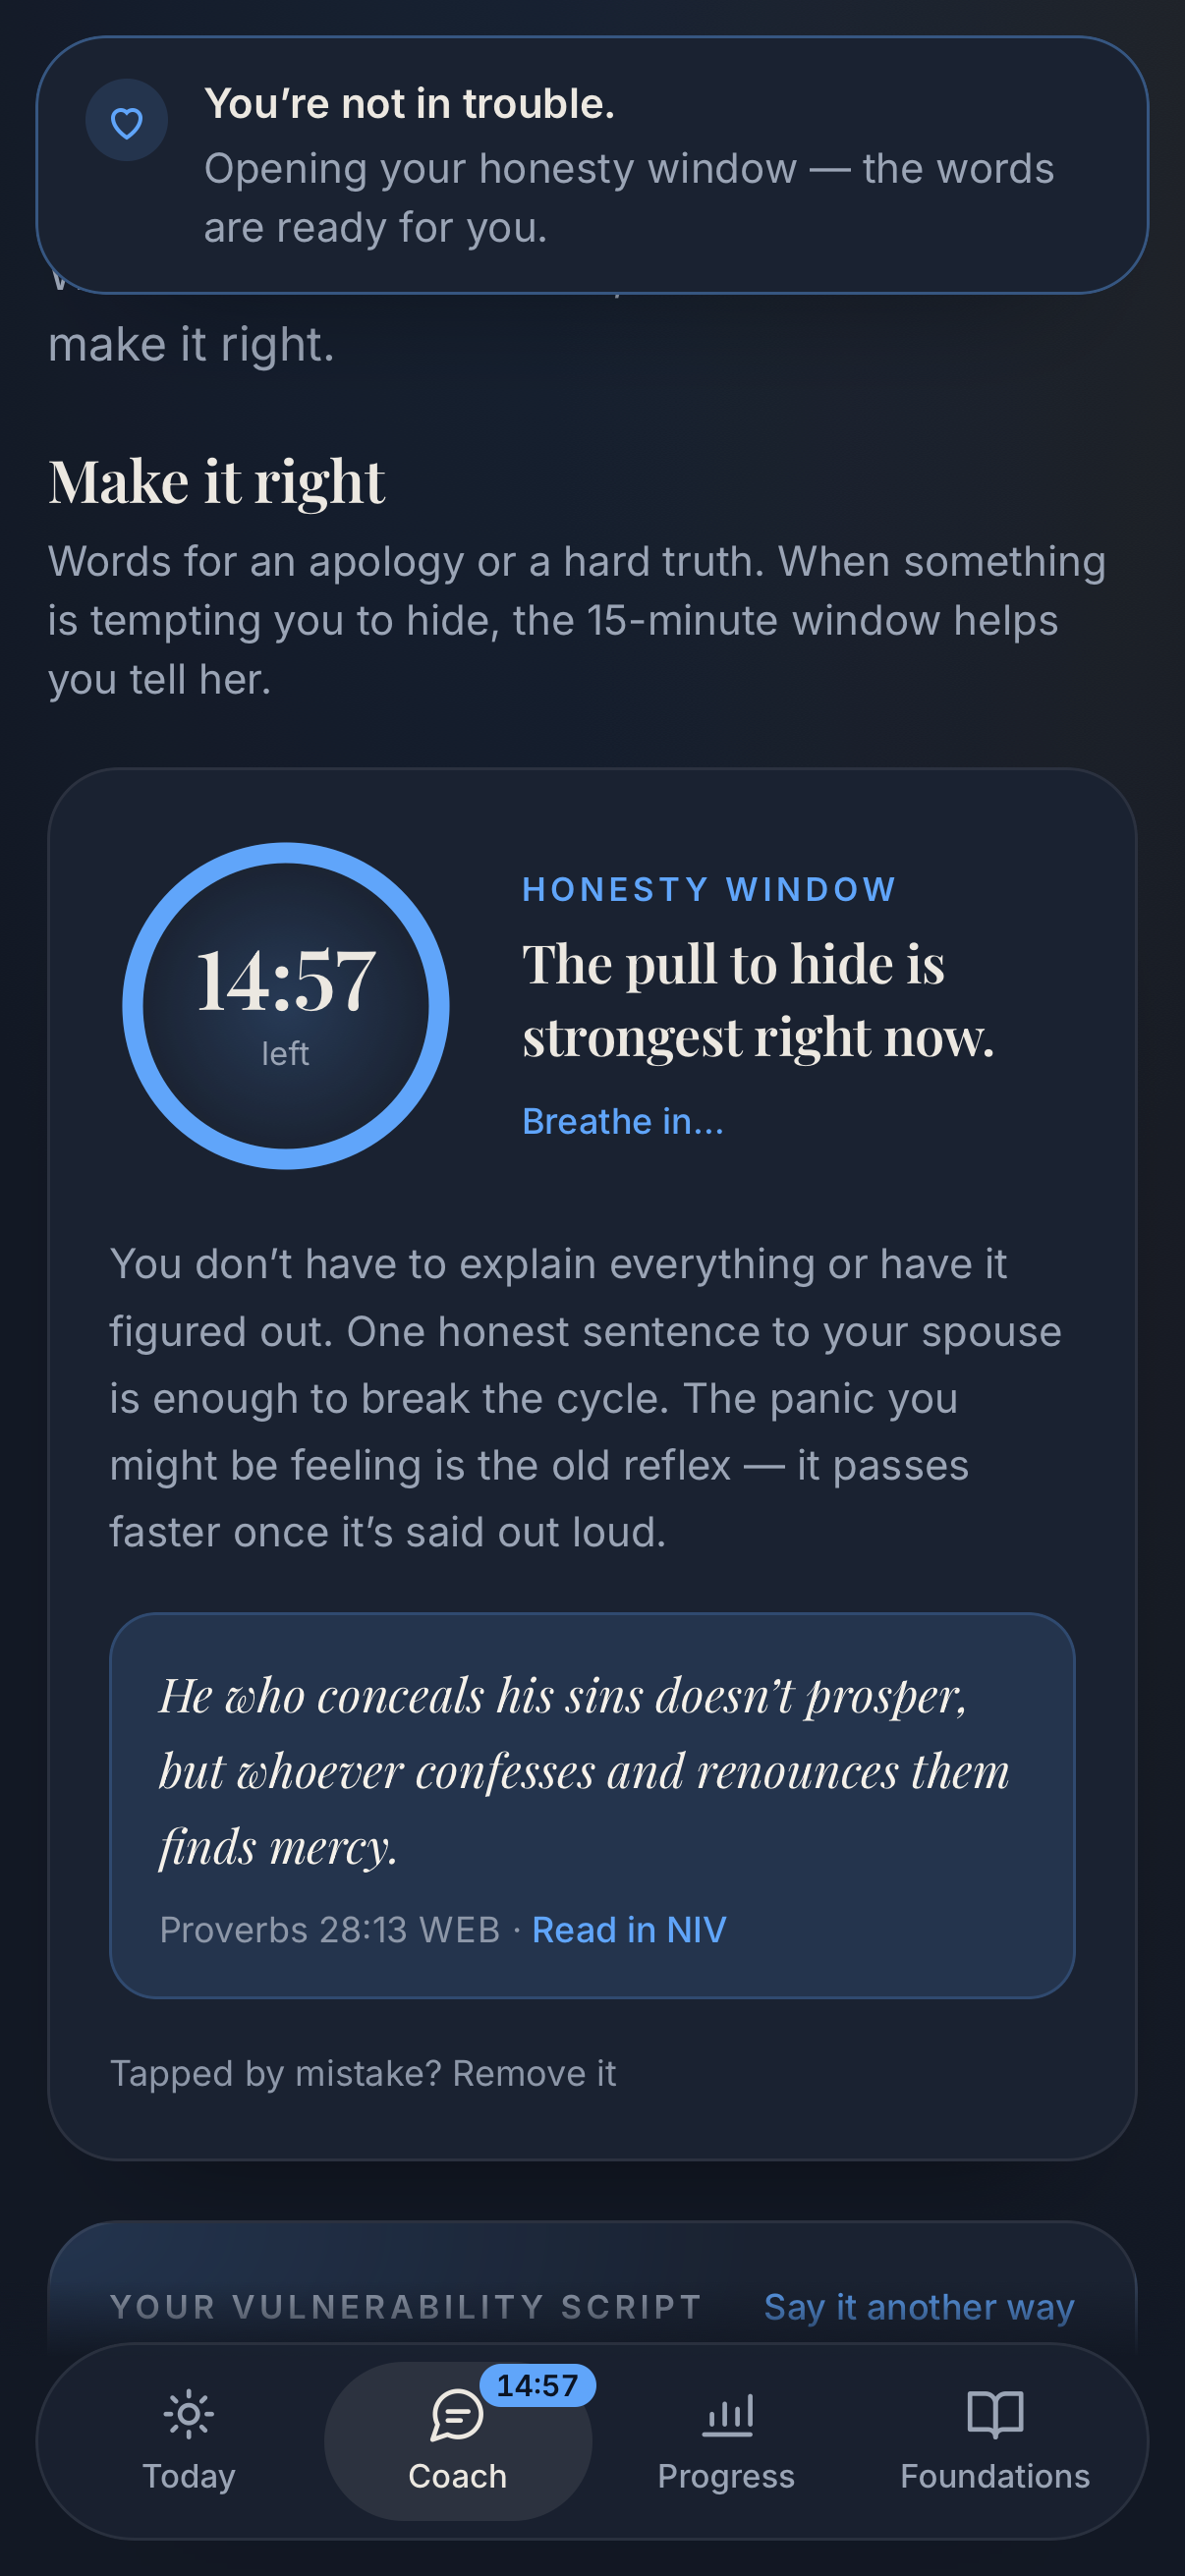 You’re not in trouble.
Opening your honesty window — the words
are ready for you.
make it right.
Make it right
Words for an apology or a hard truth. When something
is tempting you to hide, the 15-minute window helps
you tell her.
14:57
left
HONESTY WINDOW
The pull to hide is
strongest right now.
Breathe in...
You don’t have to explain everything or have it
figured out. One honest sentence to your spouse
is enough to break the cycle. The panic you
might be feeling is the old reflex — it passes
faster once it’s said out loud.
He who conceals his sins doesn’t prosper,
but whoever confesses and renounces them
finds mercy.
Proverbs 28:13 WEB · Read in NIV
Tapped by mistake? Remove it
YOUR VULNERABILITY SCRIPT
Say it another way
14:57
Today
Coach
Progress
Foundations